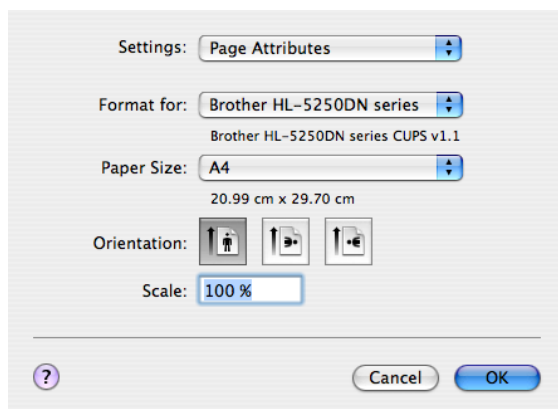 Settings: Page Attributes
Format for: Brother HL-5250DN series
Brother HL-5250DN series CUPS v1.1
Paper Size: A4
20.99 cm x 29.70 cm
Orientation:
Scale: 100 %
? Cancel OK